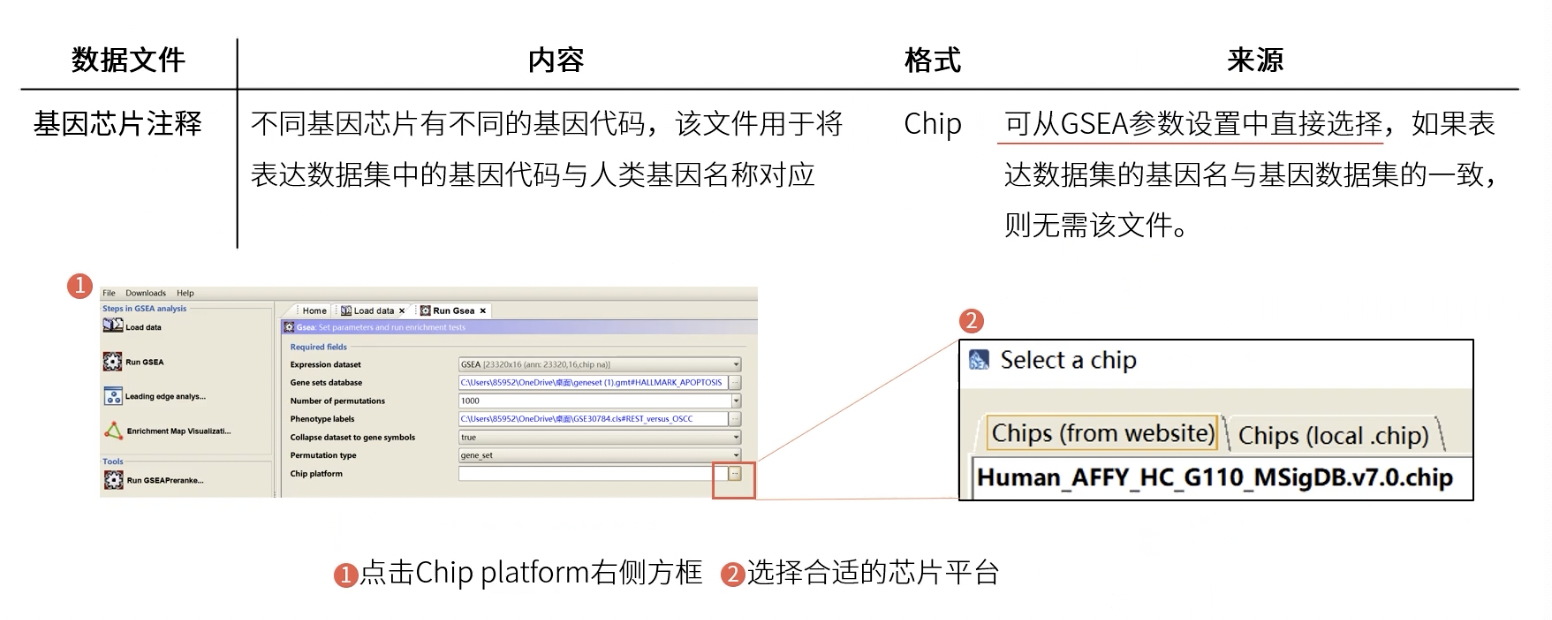 数据文件 内容 格式 来源
基因芯片注释 不同基因芯片有不同的基因代码，该文件用于将 Chip 可从GSEA参数设置中直接选择，如果表
表达数据集中的基因代码与人类基因名称对应 达数据集的基因名与基因数据集的一致，
则无需该文件。
1
File Downloads Help
Steps in GSEA analysis
Load data
Run GSEA
Leading edge analys...
Enrichment Map Visualizati...
Tools
Run GSEAPreranke...
Home Load data × Run Gsea ×
Gsea: Set parameters and run enrichment tests
Required fields
Expression dataset GSEA [23320x16 (ann: 23320,16,chip na)]
Gene sets database C:\Users\85952\OneDrive\桌面\geneset (1).gmt#HALLMARK_APOPTOSIS ...
Number of permutations 1000
Phenotype labels C:\Users\85952\OneDrive\桌面\GSE30784.cls#REST_versus_OSCC ...
Collapse dataset to gene symbols true
Permutation type gene_set
Chip platform ...
2
Select a chip
Chips (from website) Chips (local .chip)
Human_AFFY_HC_G110_MSigDB.v7.0.chip
1点击Chip platform右侧方框 2选择合适的芯片平台